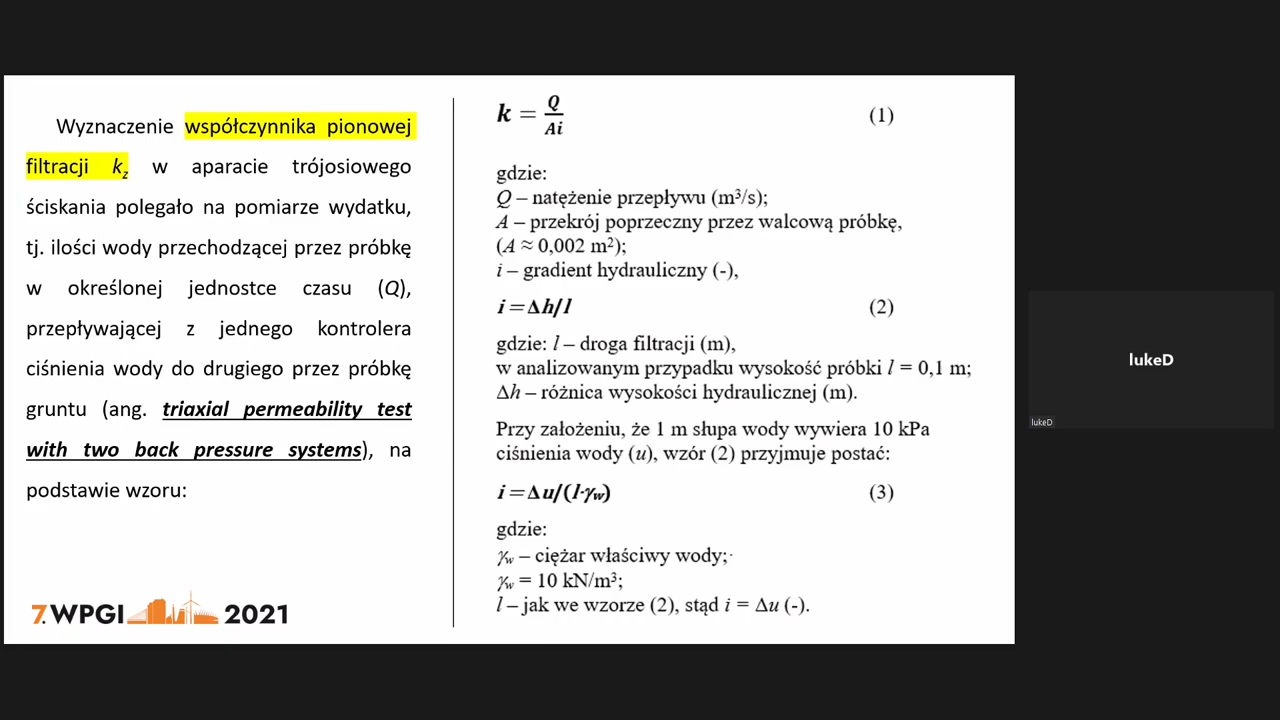 Wyznaczenie współczynnika pionowej
filtracji kz w aparacie trójosiowego
ściskania polegało na pomiarze wydatku,
tj. ilości wody przechodzącej przez próbkę
w określonej jednostce czasu (Q),
przepływającej z jednego kontrolera
ciśnienia wody do drugiego przez próbkę
gruntu (ang. triaxial permeability test
with two back pressure systems), na
podstawie wzoru:
7.WPGI 2021
k = Q/Ai (1)
gdzie:
Q – natężenie przepływu (m³/s);
A – przekrój poprzeczny przez walcową próbkę,
(A ≈ 0,002 m²);
i – gradient hydrauliczny (-),
i = Δh/l (2)
gdzie: l – droga filtracji (m),
w analizowanym przypadku wysokość próbki l = 0,1 m;
Δh – różnica wysokości hydraulicznej (m).
Przy założeniu, że 1 m słupa wody wywiera 10 kPa
ciśnienia wody (u), wzór (2) przyjmuje postać:
i = Δu/(l·γw) (3)
gdzie:
γw – ciężar właściwy wody;
γw = 10 kN/m³;
l – jak we wzorze (2), stąd i = Δu (-).
lukeD
lukeD